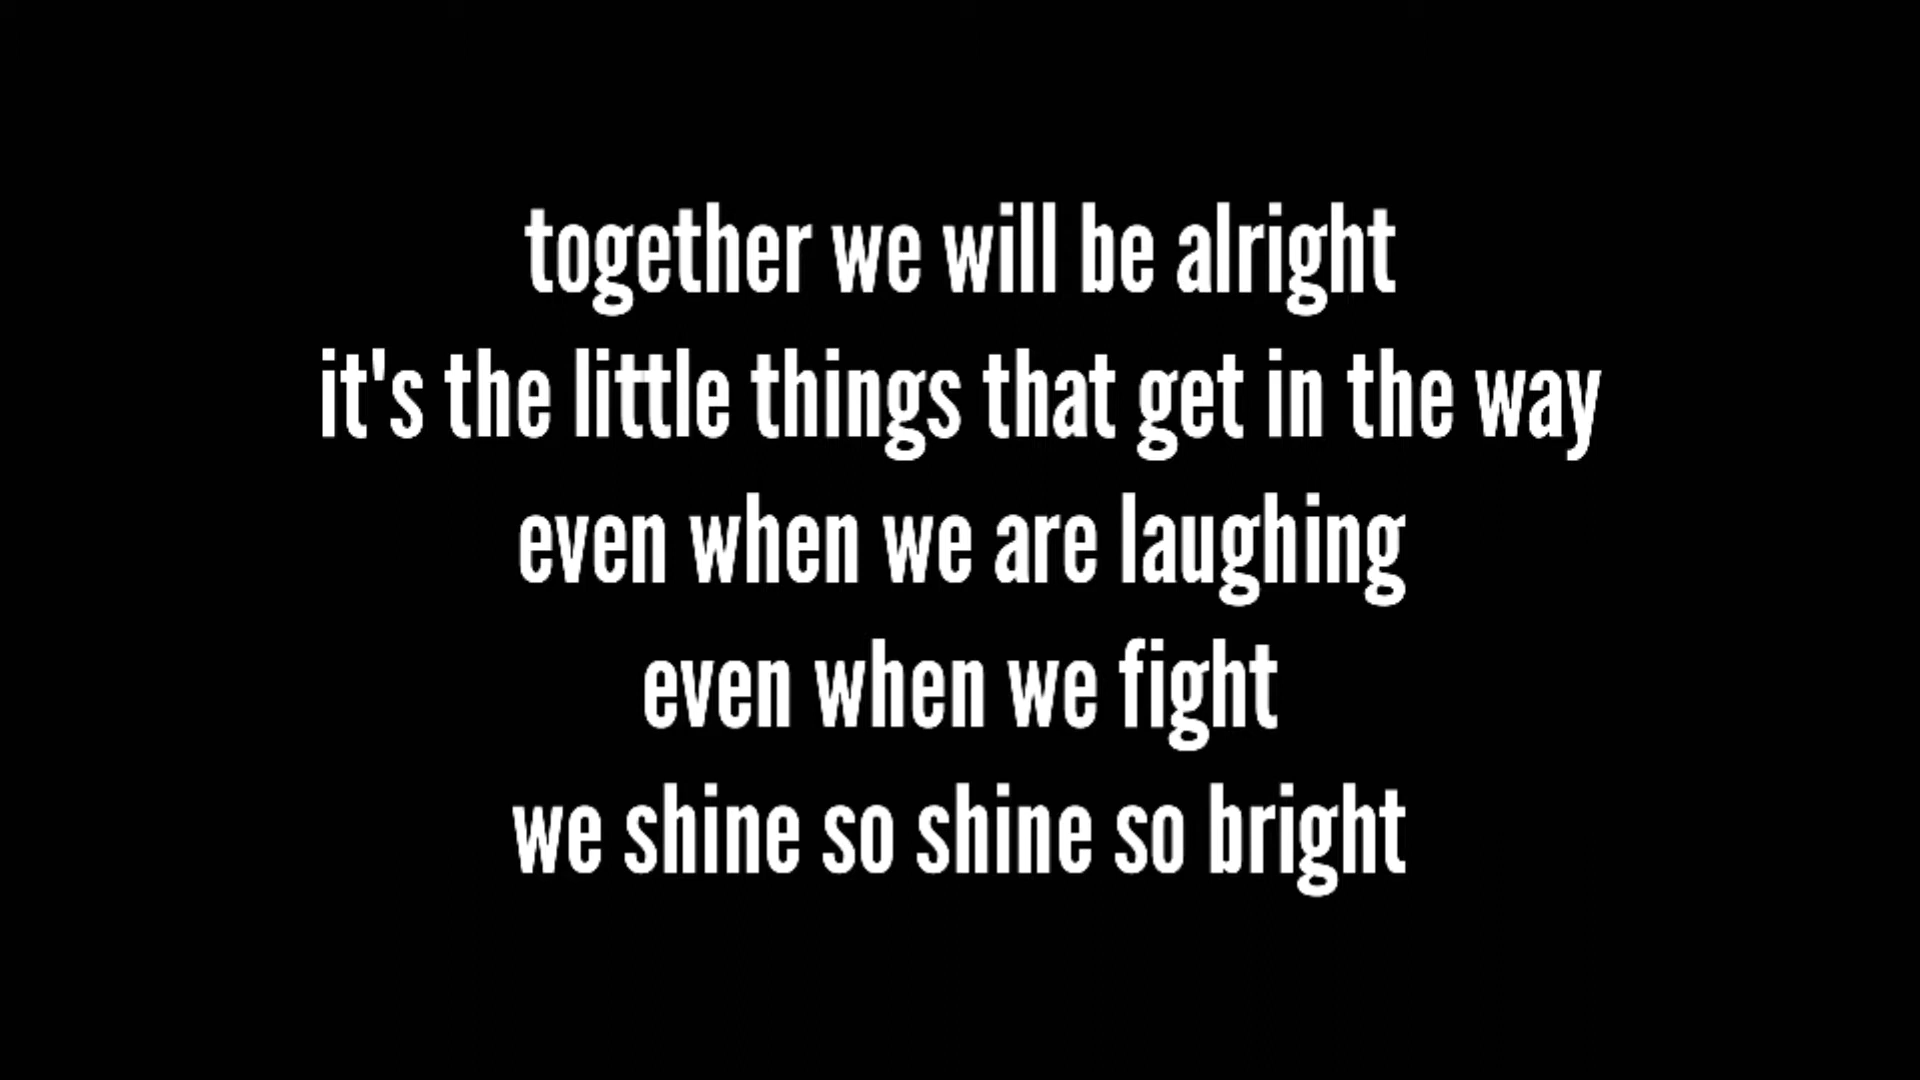 together we will be alright
it's the little things that get in the way
even when we are laughing
even when we fight
we shine so shine so bright